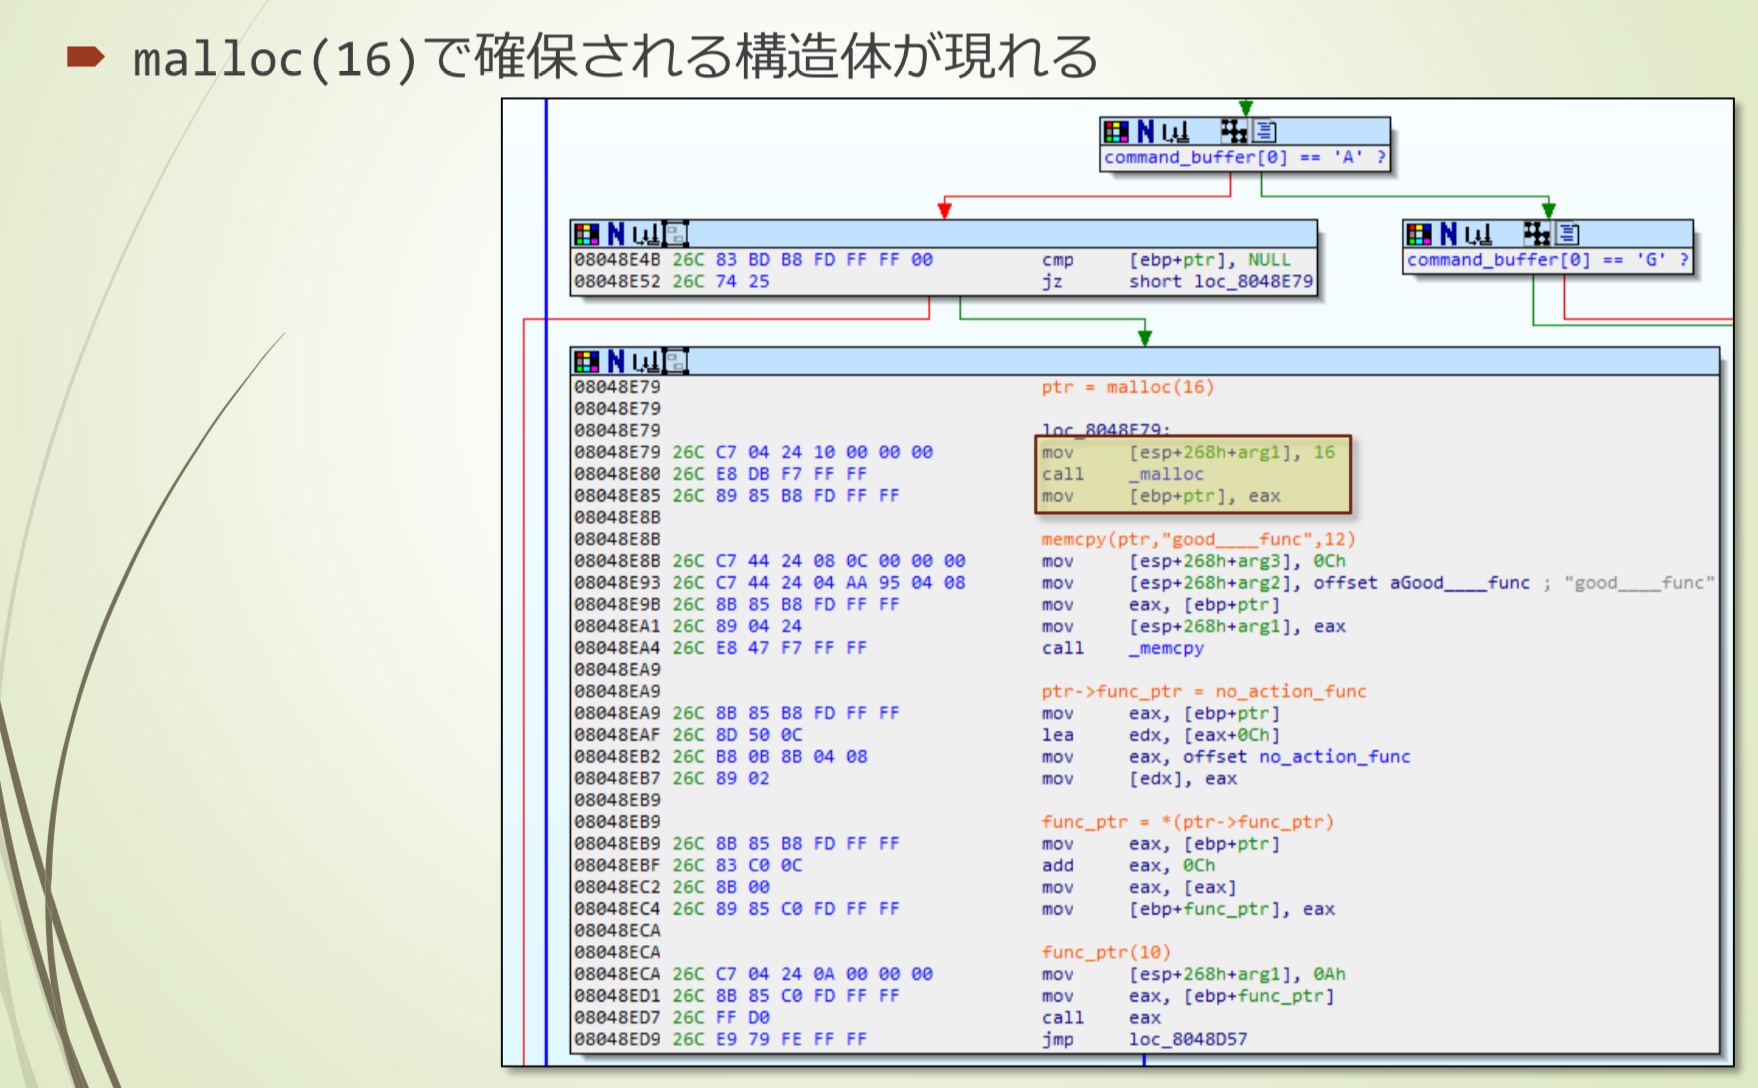 malloc(16)で確保される構造体が現れる
command_buffer[0] == 'A' ?
08048E4B 26C 83 BD B8 FD FF FF 00 cmp [ebp+ptr], NULL
08048E52 26C 74 25 jz short loc_8048E79
command_buffer[0] == 'G' ?
08048E79 ptr = malloc(16)
08048E79
08048E79 loc_8048E79:
08048E79 26C C7 04 24 10 00 00 00 mov [esp+268h+arg1], 16
08048E80 26C E8 DB F7 FF FF call _malloc
08048E85 26C 89 85 B8 FD FF FF mov [ebp+ptr], eax
08048E8B
08048E8B memcpy(ptr,"good____func",12)
08048E8B 26C C7 44 24 08 0C 00 00 00 mov [esp+268h+arg3], 0Ch
08048E93 26C C7 44 24 04 AA 95 04 08 mov [esp+268h+arg2], offset aGood____func ; "good____func"
08048E9B 26C 8B 85 B8 FD FF FF mov eax, [ebp+ptr]
08048EA1 26C 89 04 24 mov [esp+268h+arg1], eax
08048EA4 26C E8 47 F7 FF FF call _memcpy
08048EA9
08048EA9 ptr->func_ptr = no_action_func
08048EA9 26C 8B 85 B8 FD FF FF mov eax, [ebp+ptr]
08048EAF 26C 8D 50 0C lea edx, [eax+0Ch]
08048EB2 26C B8 0B 8B 04 08 mov eax, offset no_action_func
08048EB7 26C 89 02 mov [edx], eax
08048EB9
08048EB9 func_ptr = *(ptr->func_ptr)
08048EB9 26C 8B 85 B8 FD FF FF mov eax, [ebp+ptr]
08048EBF 26C 83 C0 0C add eax, 0Ch
08048EC2 26C 8B 00 mov eax, [eax]
08048EC4 26C 89 85 C0 FD FF FF mov [ebp+func_ptr], eax
08048ECA
08048ECA func_ptr(10)
08048ECA 26C C7 04 24 0A 00 00 00 mov [esp+268h+arg1], 0Ah
08048ED1 26C 8B 85 C0 FD FF FF mov eax, [ebp+func_ptr]
08048ED7 26C FF D0 call eax
08048ED9 26C E9 79 FE FF FF jmp loc_8048D57